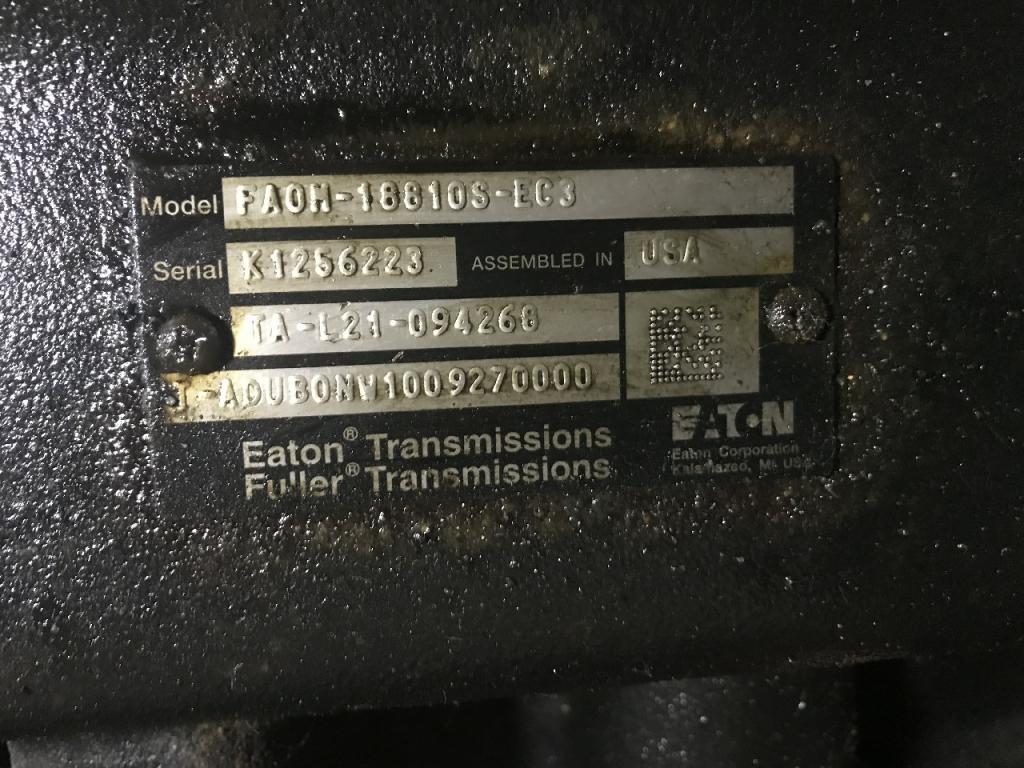 Model FAOM-18810S-EC3
Serial K1256223 ASSEMBLED IN USA
TA-L21-094268
ADUBONW1009270000
Eaton® Transmissions
Fuller® Transmissions
EATON
Eaton Corporation
Kalamazoo, MI USA